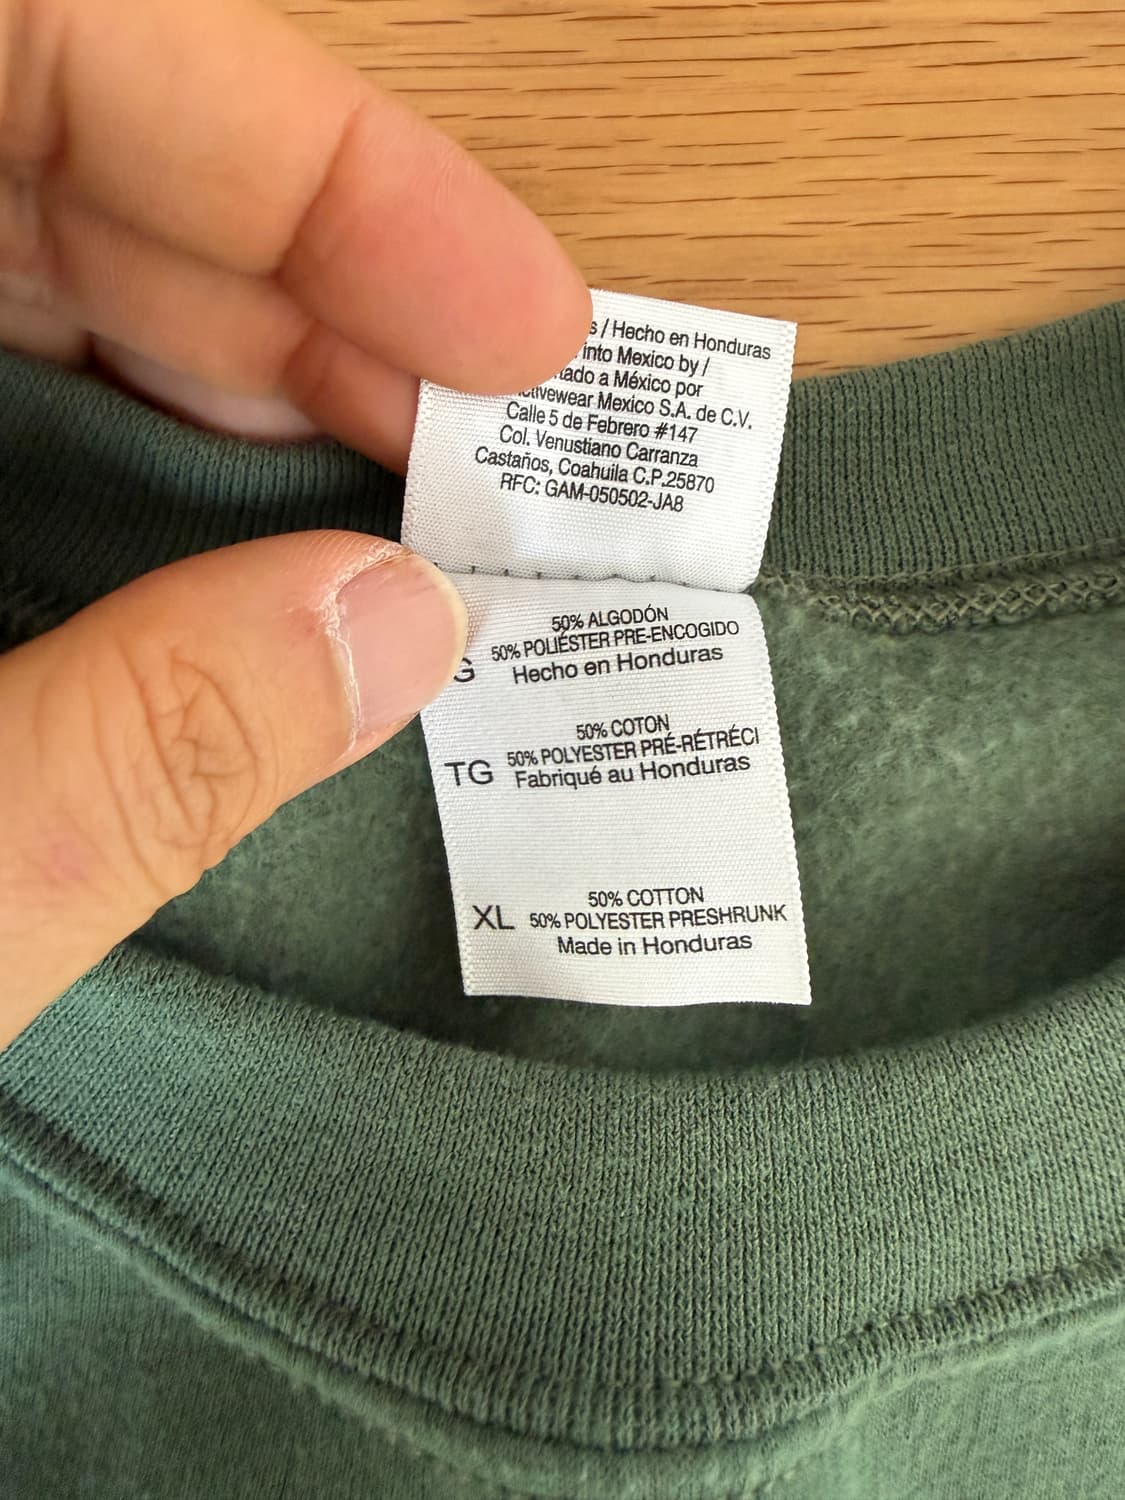 / Hecho en Honduras
into Mexico by /
a México por
Mexico S.A. de C.V.
Calle 5 de Febrero #147
Col. Venustiano Carranza
Castaños, Coahuila C.P.25870
RFC: GAM-050502-JA8
50% ALGODÓN
50% POLIÉSTER PRE-ENCOGIDO
Hecho en Honduras
50% COTON
50% POLYESTER PRÉ-RÉTRÉCI
TG Fabriqué au Honduras
50% COTTON
XL 50% POLYESTER PRESHRUNK
Made in Honduras